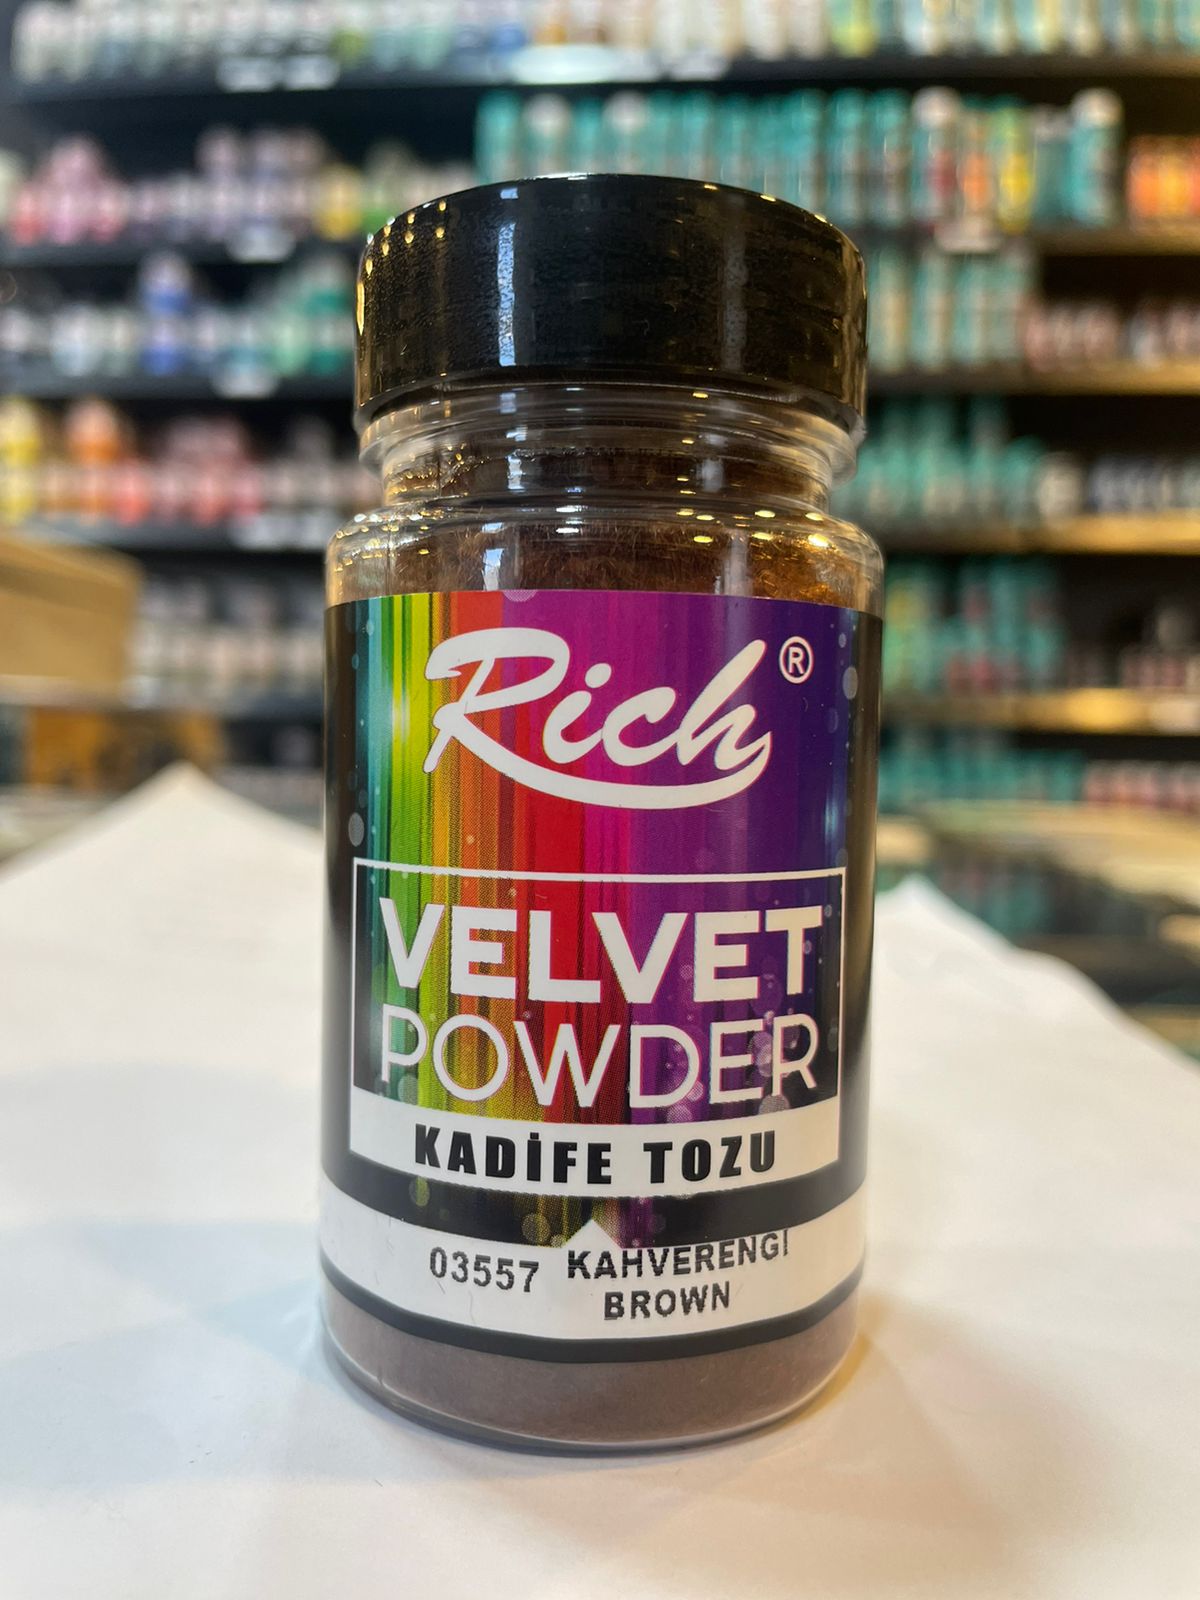 Rich®
VELVET
POWDER
KADİFE TOZU
03557 KAHVERENGİ
BROWN